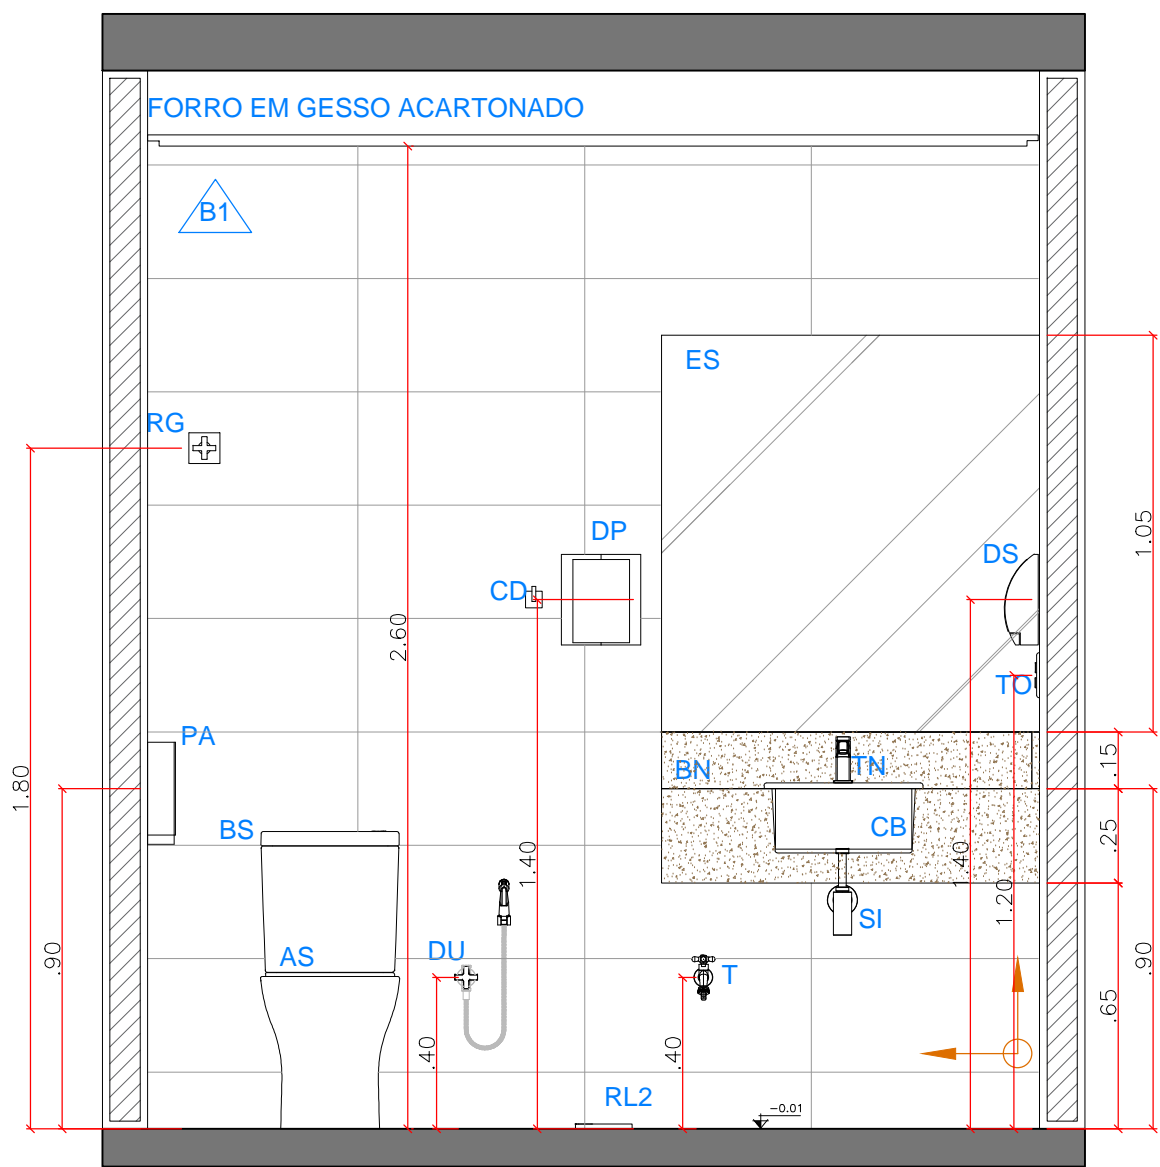 FORRO EM GESSO ACARTONADO
B1
ES
RG
1.05
DP
DS
CD
2.60
TO
PA
TN
.15
BN
1.80
BS
CB
.25
1.40
1.40
1.20
SI
DU
AS
T
.90
.90
.65
.40
.40
RL2
-0.01